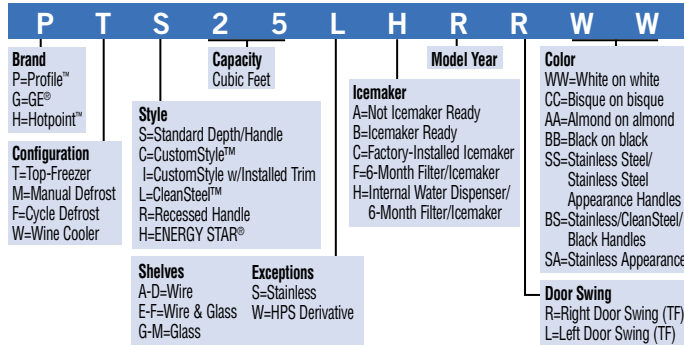 P T S 2 5 L H R R W W
Brand
P=Profile™
G=GE®
H=Hotpoint™
Configuration
T=Top-Freezer
M=Manual Defrost
F=Cycle Defrost
W=Wine Cooler
Style
S=Standard Depth/Handle
C=CustomStyle™
I=CustomStyle w/Installed Trim
L=CleanSteel™
R=Recessed Handle
H=ENERGY STAR®
Capacity
Cubic Feet
Shelves
A-D=Wire
E-F=Wire & Glass
G-M=Glass
Exceptions
S=Stainless
W=HPS Derivative
Icemaker
A=Not Icemaker Ready
B=Icemaker Ready
C=Factory-Installed Icemaker
F=6-Month Filter/Icemaker
H=Internal Water Dispenser/
6-Month Filter/Icemaker
Model Year
Color
WW=White on white
CC=Bisque on bisque
AA=Almond on almond
BB=Black on black
SS=Stainless Steel/
Stainless Steel
Appearance Handles
BS=Stainless/CleanSteel/
Black Handles
SA=Stainless Appearance
Door Swing
R=Right Door Swing (TF)
L=Left Door Swing (TF)